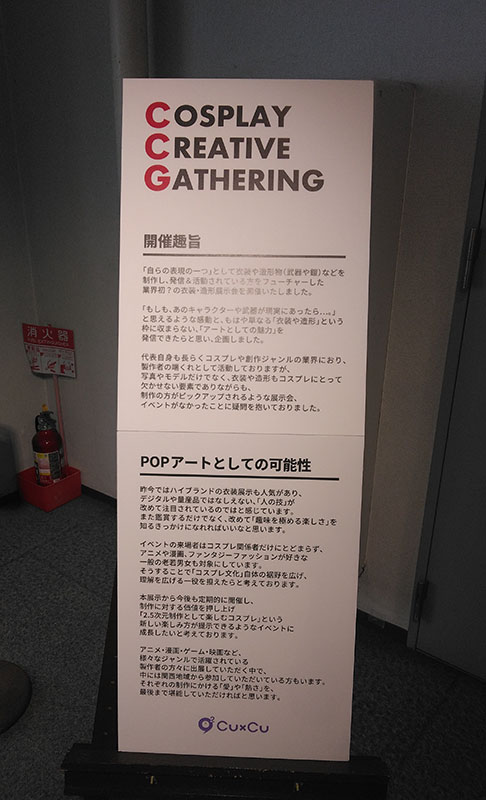 COSPLAY
CREATIVE
GATHERING
開催趣旨
「自らの表現の一つ」として衣装や造形物(武器や鎧)などを
制作し、発信＆活動されている方をフューチャーした
業界初？の衣装・造形展示会を開催いたしました。
「もしも、あのキャラクターや武器が現実にあったら…。」
と思えるような感動と、もはや単なる「衣装や造形」という
枠に収まらない、「アートとしての魅力」を
発信できたらと思い、企画しました。
代表自身も長らくコスプレや創作ジャンルの業界におり、
製作者の端くれとして活動しておりますが、
写真やモデルだけでなく、衣装や造形もコスプレにとって
欠かせない要素でありながらも、
制作の方がピックアップされるような展示会、
イベントがなかったことに疑問を抱いておりました。
POPアートとしての可能性
昨今ではハイブランドの衣装展示も人気があり、
デジタルや量産品ではなしえない、「人の技」が
改めて注目されているのではと感じています。
また鑑賞するだけでなく、改めて「趣味を極める楽しさ」を
知るきっかけになれればいいなと思います。
イベントの来場者はコスプレ関係者だけにとどまらず、
アニメや漫画、ファンタジーファッションが好きな
一般の老若男女も対象にしています。
そうすることで「コスプレ文化」自体の裾野を広げ、
理解を広げる一役を担えたらと考えております。
本展示から今後も定期的に開催し、
制作に対する価値を押し上げ
「2.5次元制作として楽しむコスプレ」という
新しい楽しみ方が提示できるようなイベントに
成長したいと考えております。
アニメ・漫画・ゲーム・映画など、
様々なジャンルで活躍されている
製作者の方々に出展していただく中で、
中には関西地域から参加していただいている方もいます。
それぞれの制作にかける「愛」や「熱さ」を、
最後まで堪能していただければと思います。
CuxCu
消火器